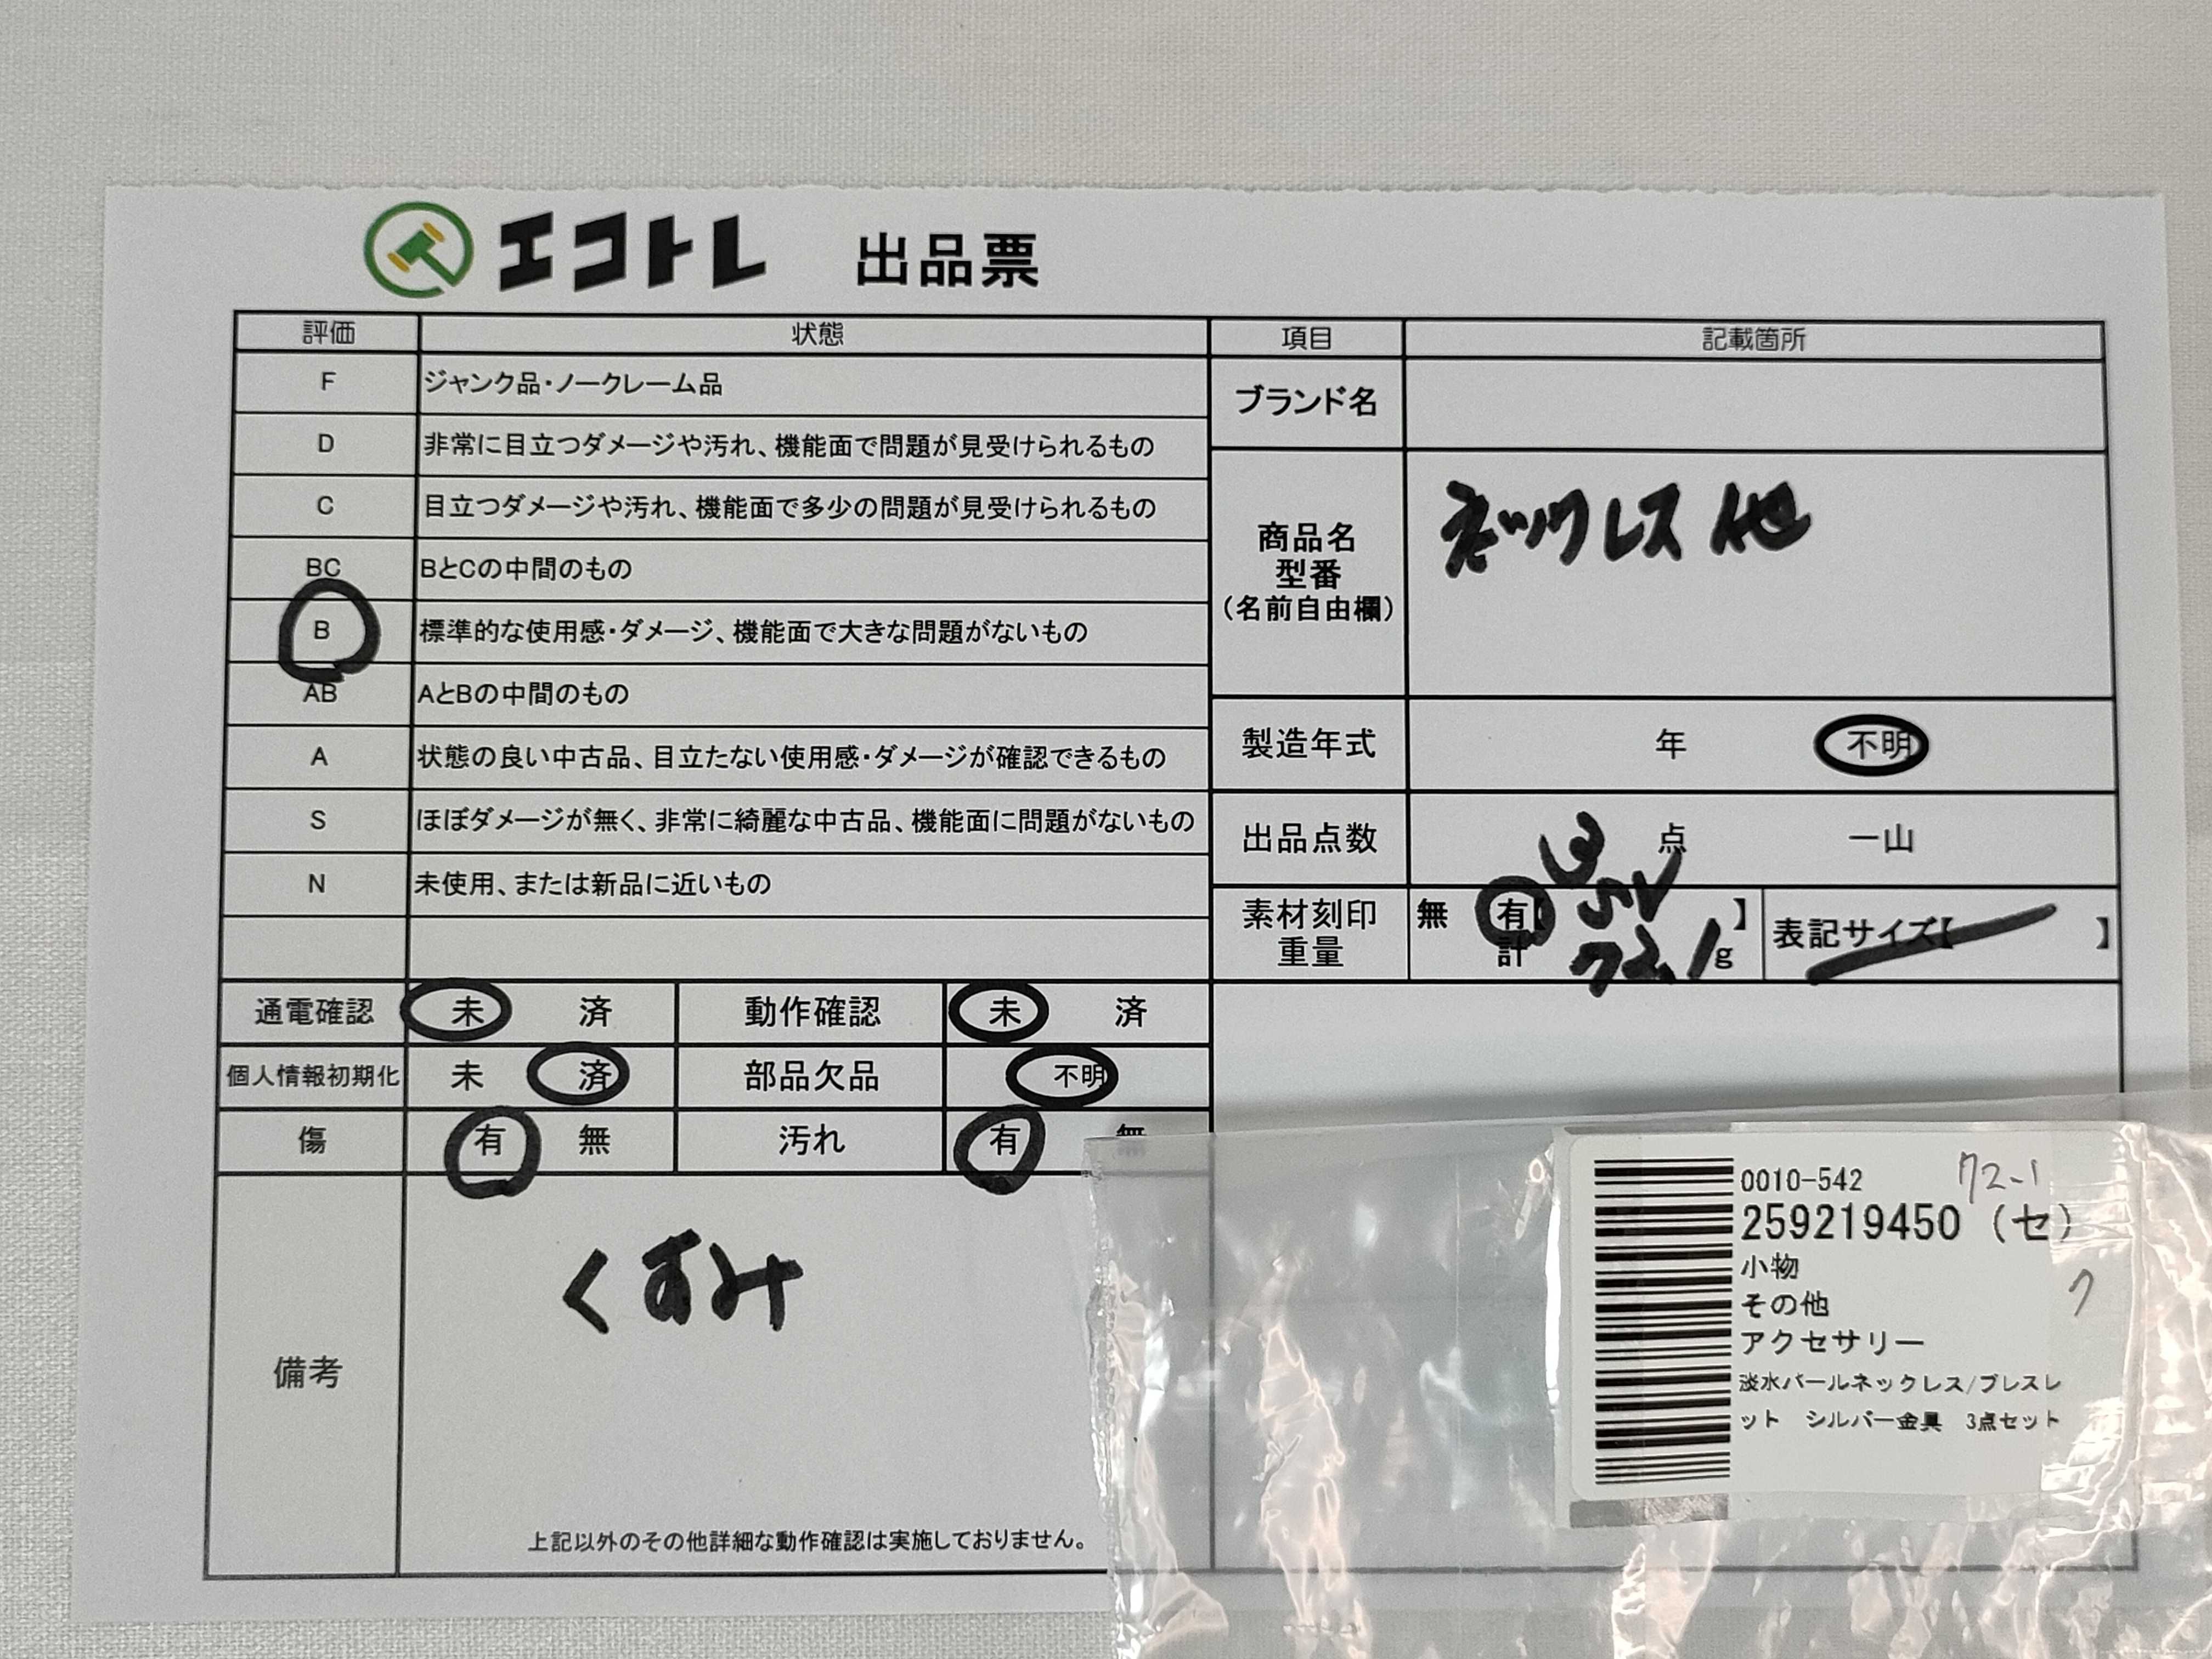 エコトレ 出品票
評価 状態 項目 記載箇所
F ジャンク品・ノークレーム品
D 非常に目立つダメージや汚れ、機能面で問題が見受けられるもの
C 目立つダメージや汚れ、機能面で多少の問題が見受けられるもの
BC BとCの中間のもの
B 標準的な使用感・ダメージ、機能面で大きな問題がないもの
AB AとBの中間のもの
A 状態の良い中古品、目立たない使用感・ダメージが確認できるもの
S ほぼダメージが無く、非常に綺麗な中古品、機能面に問題がないもの
N 未使用、または新品に近いもの
ブランド名
商品名
型番
(名前自由欄)
ネックレス 他
製造年式 年 不明
出品点数 3 点 一山
素材刻印 無 有【 SV 】
重量 計 72.1 g
表記サイズ【 】
通電確認 未 済 動作確認 未 済
個人情報初期化 未 済 部品欠品 不明
傷 有 無 汚れ 有 無
備考
くすみ
上記以外のその他詳細な動作確認は実施しておりません。
0010-542 72-1
259219450 (セ)
小物
その他
アクセサリー
淡水パールネックレス/ブレスレ
ット シルバー金具 3点セット